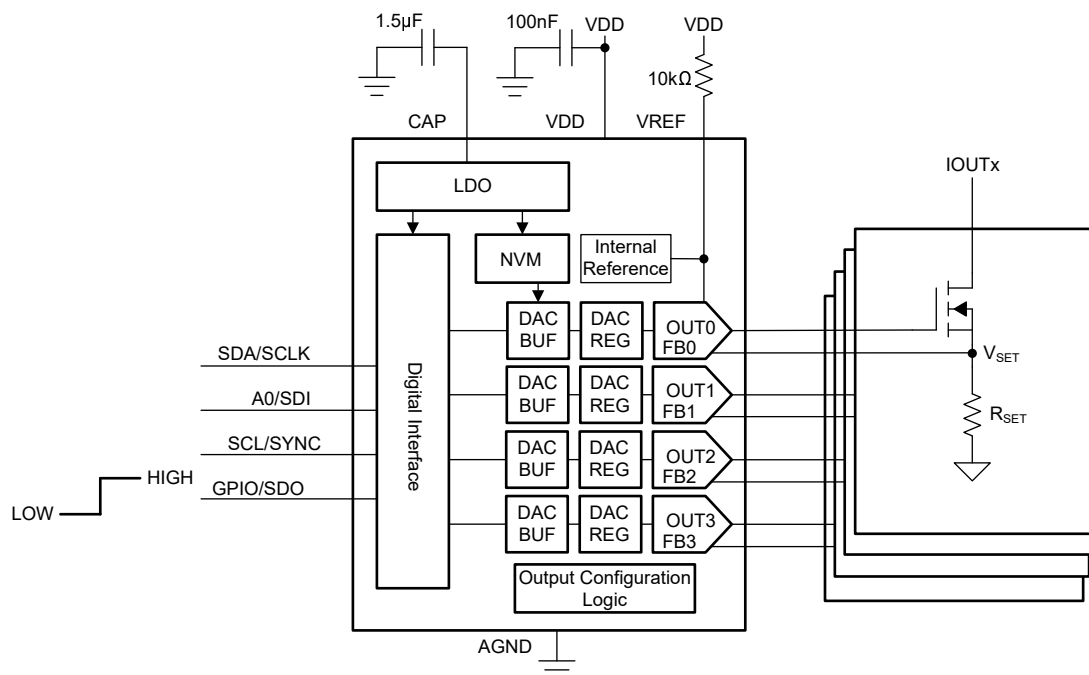 1.5µF
100nF
VDD
VDD
10kΩ
CAP
VDD
VREF
LDO
IOUTx
NVM
Internal
Reference
DAC
BUF
DAC
REG
OUT0
FB0
VSET
SDA/SCLK
Digital Interface
DAC
BUF
DAC
REG
OUT1
FB1
RSET
A0/SDI
SCL/SYNC
DAC
BUF
DAC
REG
OUT2
FB2
HIGH
GPIO/SDO
LOW
DAC
BUF
DAC
REG
OUT3
FB3
Output Configuration
Logic
AGND